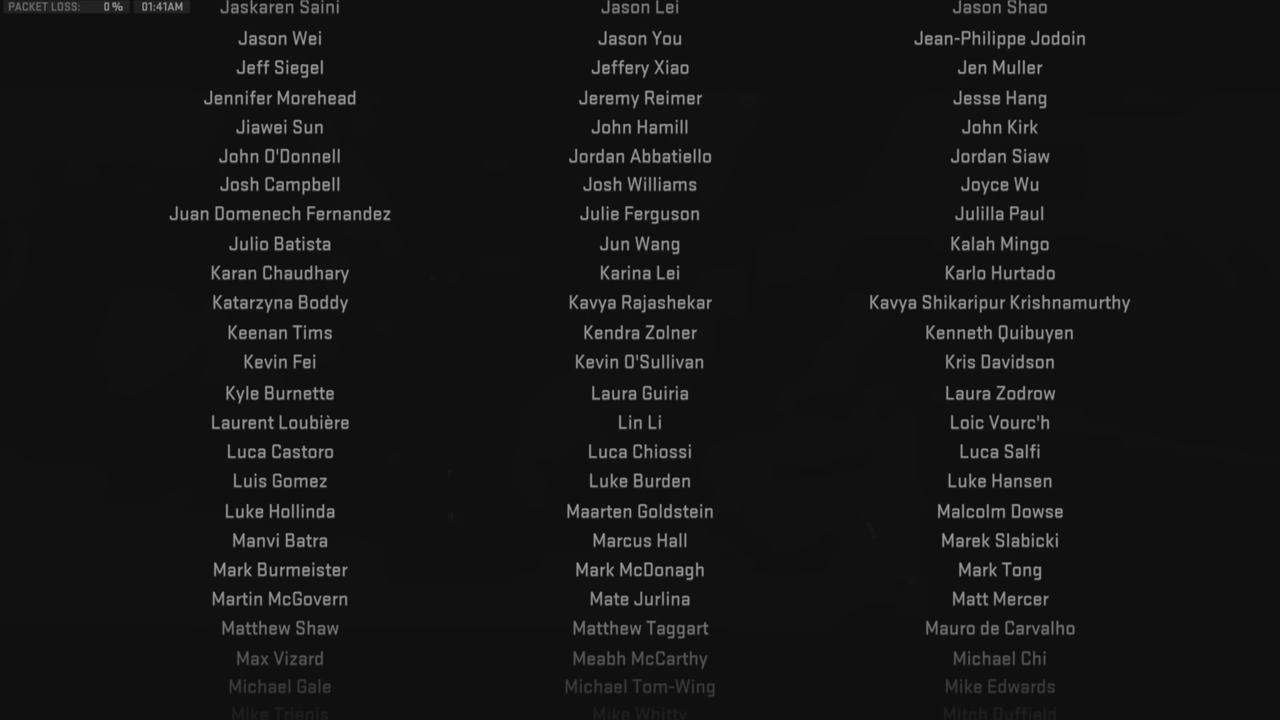 PACKET LOSS: 0 % 01:41AM
Jaskaren Saini Jason Lei Jason Shao
Jason Wei Jason You Jean-Philippe Jodoin
Jeff Siegel Jeffery Xiao Jen Muller
Jennifer Morehead Jeremy Reimer Jesse Hang
Jiawei Sun John Hamill John Kirk
John O'Donnell Jordan Abbatiello Jordan Siaw
Josh Campbell Josh Williams Joyce Wu
Juan Domenech Fernandez Julie Ferguson Julilla Paul
Julio Batista Jun Wang Kalah Mingo
Karan Chaudhary Karina Lei Karlo Hurtado
Katarzyna Boddy Kavya Rajashekar Kavya Shikaripur Krishnamurthy
Keenan Tims Kendra Zolner Kenneth Quibuyen
Kevin Fei Kevin O'Sullivan Kris Davidson
Kyle Burnette Laura Guiria Laura Zodrow
Laurent Loubière Lin Li Loic Vourc'h
Luca Castoro Luca Chiossi Luca Salfi
Luis Gomez Luke Burden Luke Hansen
Luke Hollinda Maarten Goldstein Malcolm Dowse
Manvi Batra Marcus Hall Marek Slabicki
Mark Burmeister Mark McDonagh Mark Tong
Martin McGovern Mate Jurlina Matt Mercer
Matthew Shaw Matthew Taggart Mauro de Carvalho
Max Vizard Meabh McCarthy Michael Chi
Michael Gale Michael Tom-Wing Mike Edwards
Mike Trienis Mike Whitty Mitch Duffield